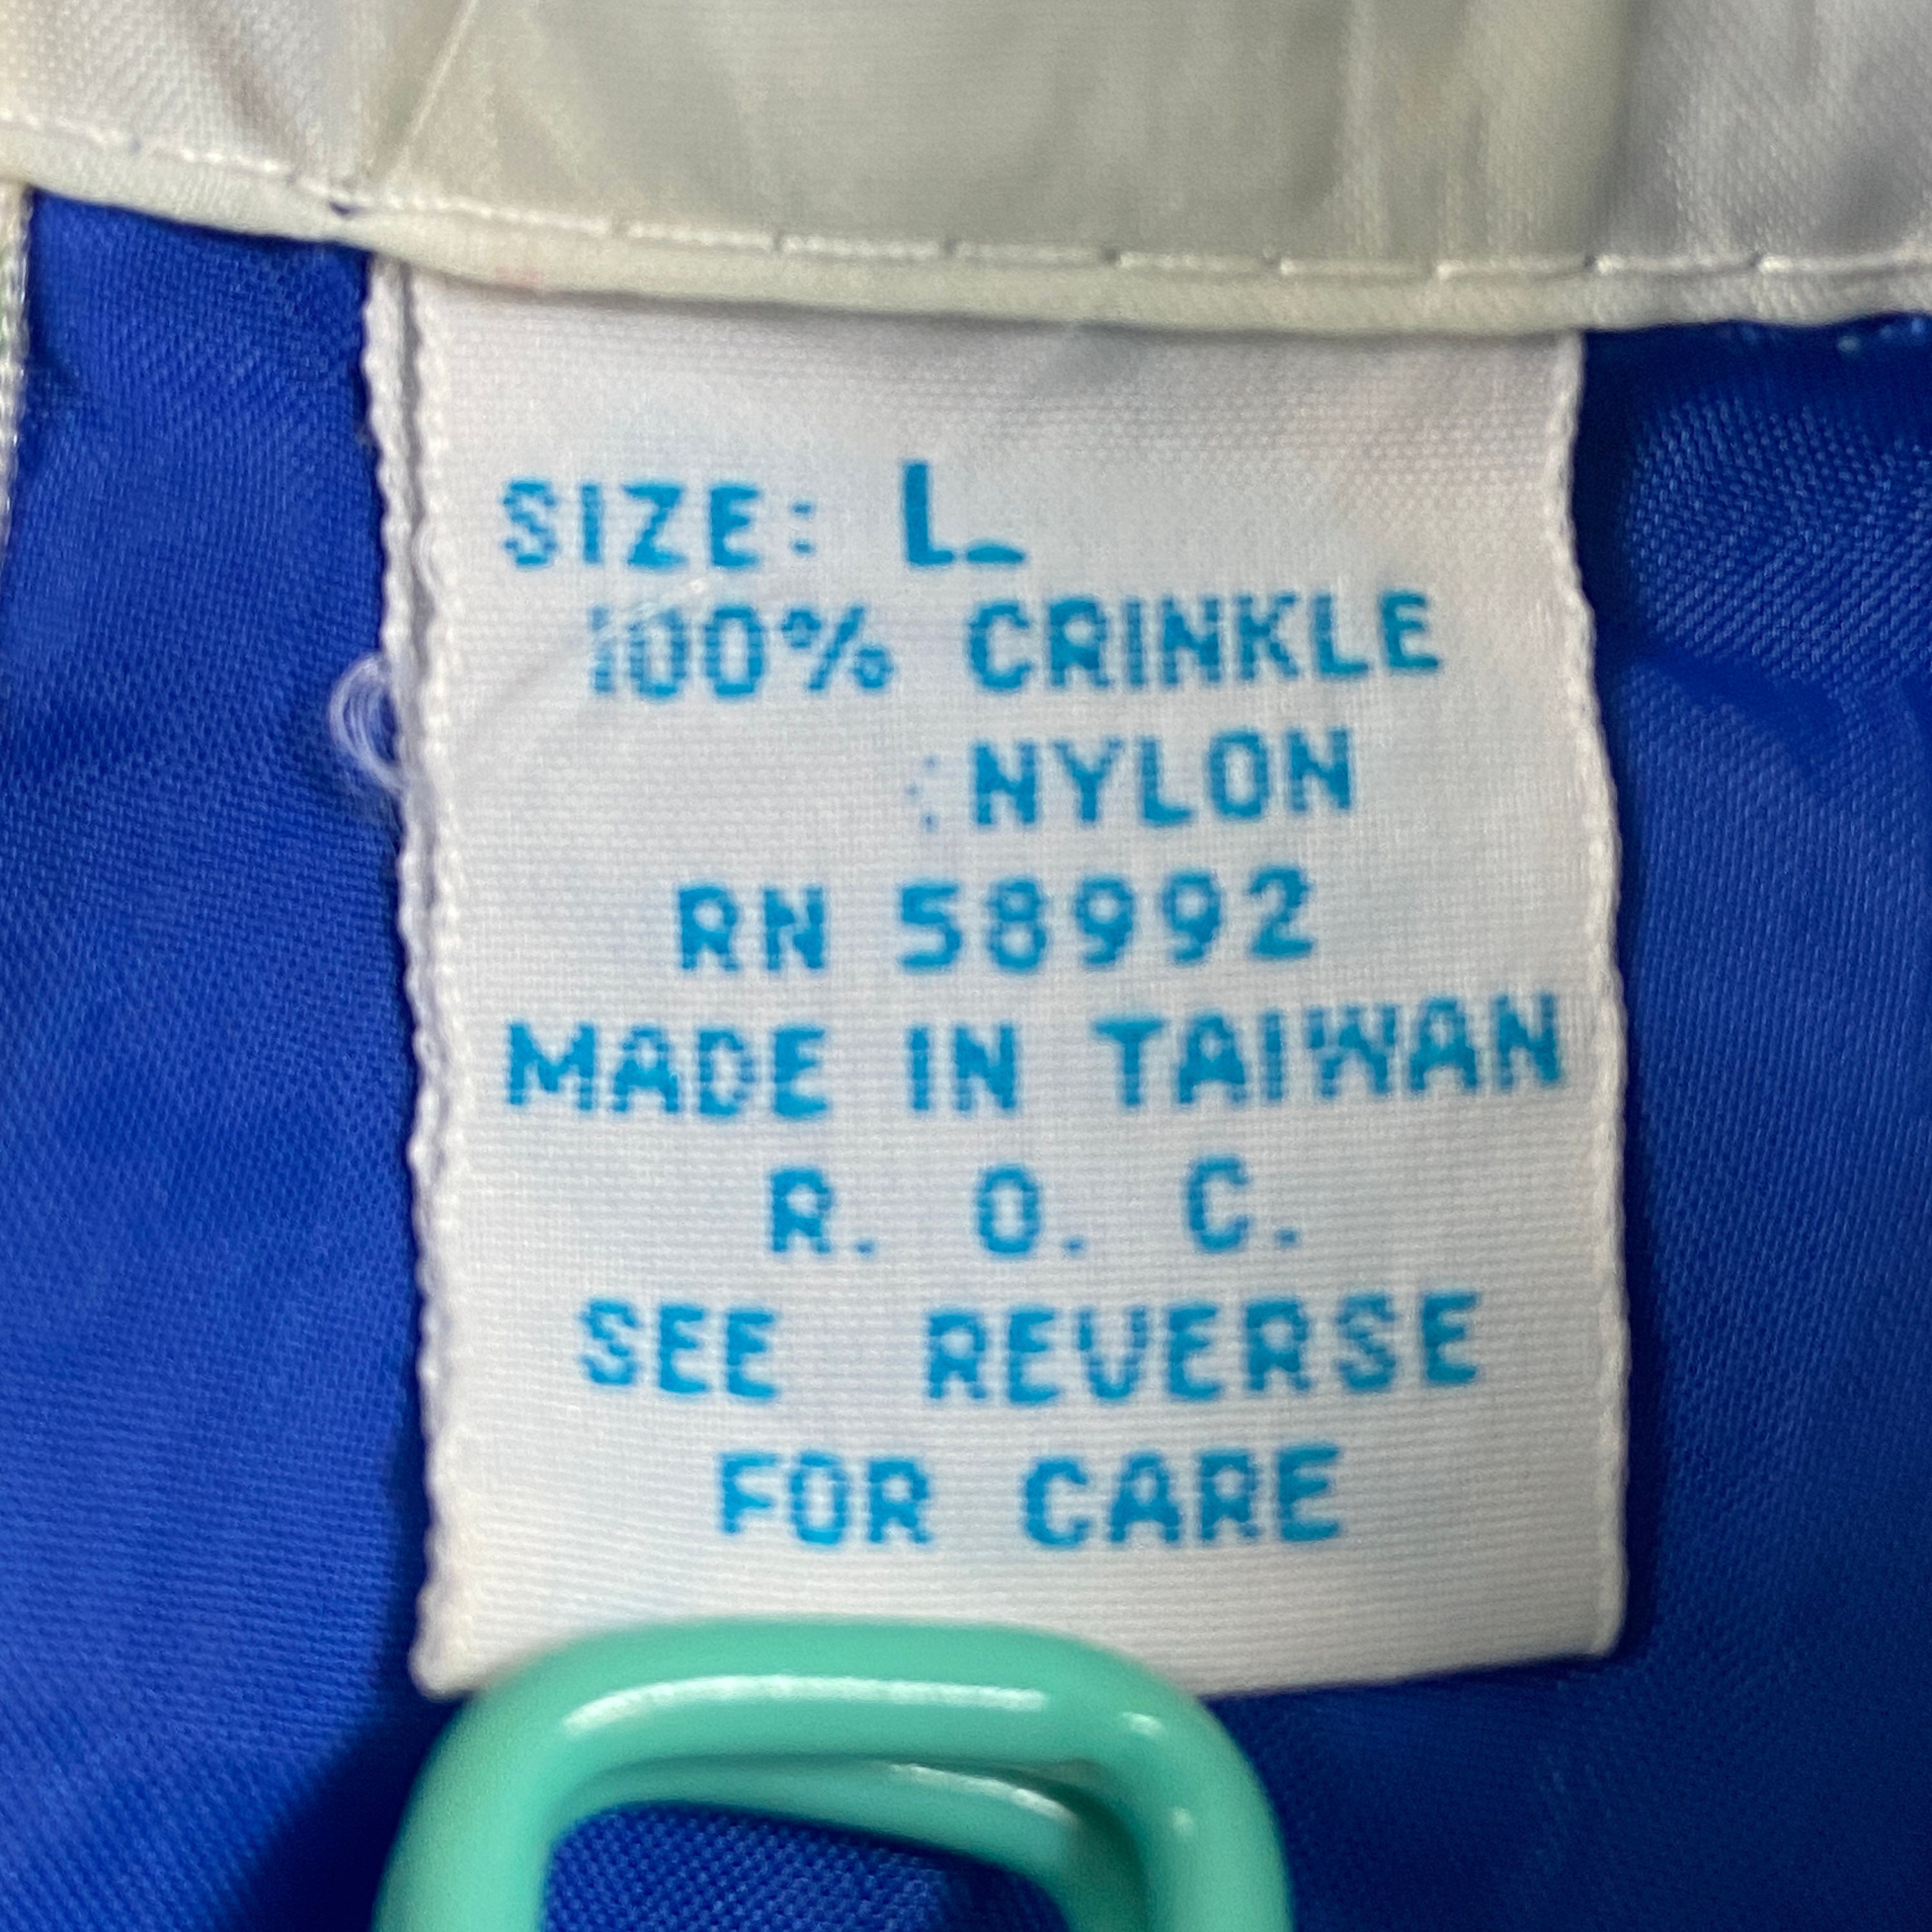 SIZE: L
100% CRINKLE
NYLON
RN 58992
MADE IN TAIWAN
R. O. C.
SEE REVERSE
FOR CARE